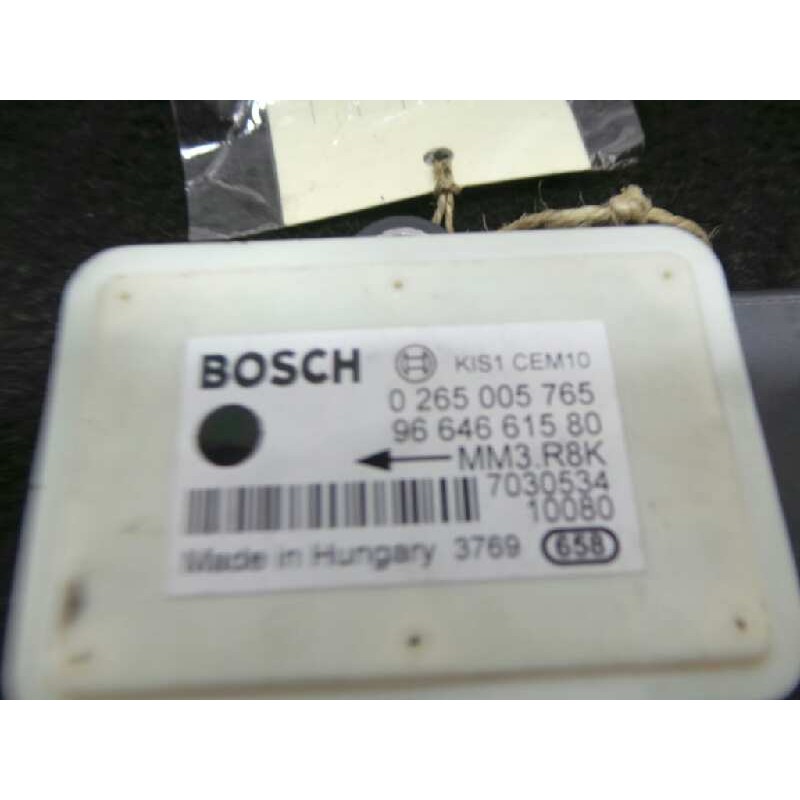 BOSCH KIS1 CEM10
0 265 005 765
96 646 615 80
MM3.R8K
7030534
10080
Made in Hungary 3769 658